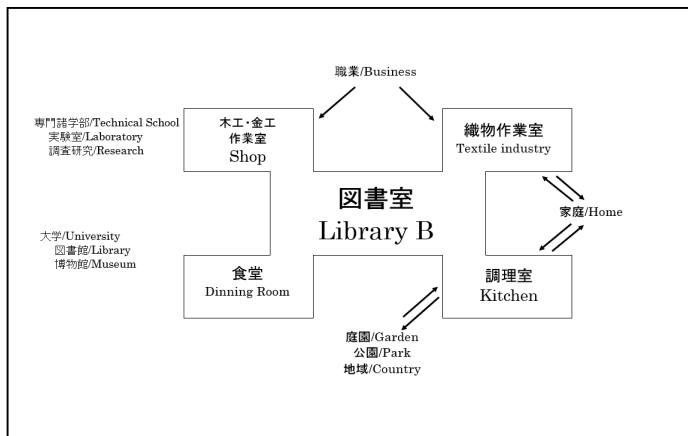 職業/Business
専門諸学部/Technical School
実験室/Laboratory
調査研究/Research
木工・金工
作業室
Shop
織物作業室
Textile industry
図書室
Library B
家庭/Home
大学/University
図書館/Library
博物館/Museum
食堂
Dinning Room
調理室
Kitchen
庭園/Garden
公園/Park
地域/Country